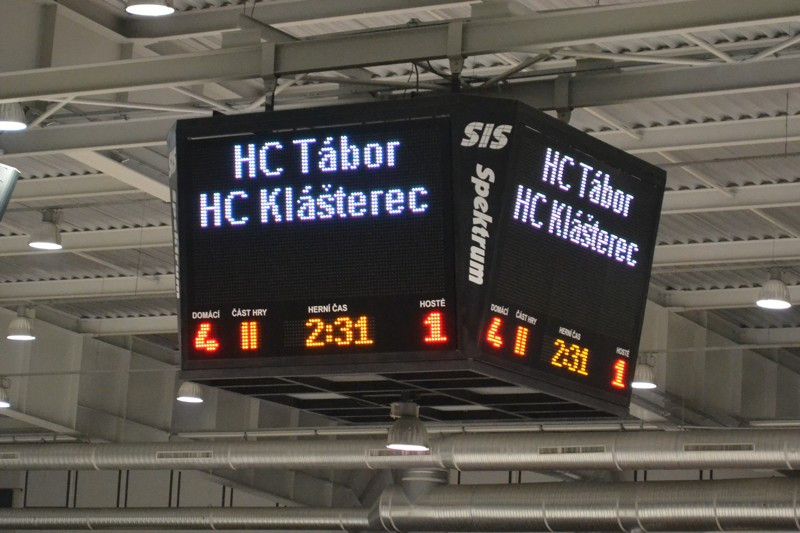 HC Tábor
HC Klášterec
DOMÁCÍ ČÁST HRY HERNÍ ČAS HOSTÉ
4 II 2:31 1
SIS
Spektrum
HC Tábor
HC Klášterec
DOMÁCÍ ČÁST HRY HERNÍ ČAS HOSTÉ
4 II 2:31 1